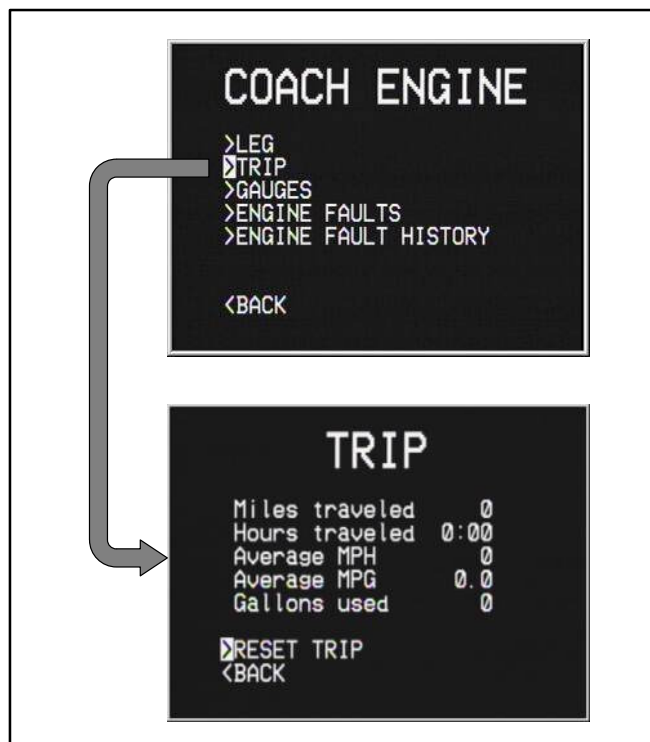 COACH ENGINE
>LEG
>TRIP
>GAUGES
>ENGINE FAULTS
>ENGINE FAULT HISTORY
<BACK
TRIP
Miles traveled 0
Hours traveled 0:00
Average MPH 0
Average MPG 0.0
Gallons used 0
>RESET TRIP
<BACK